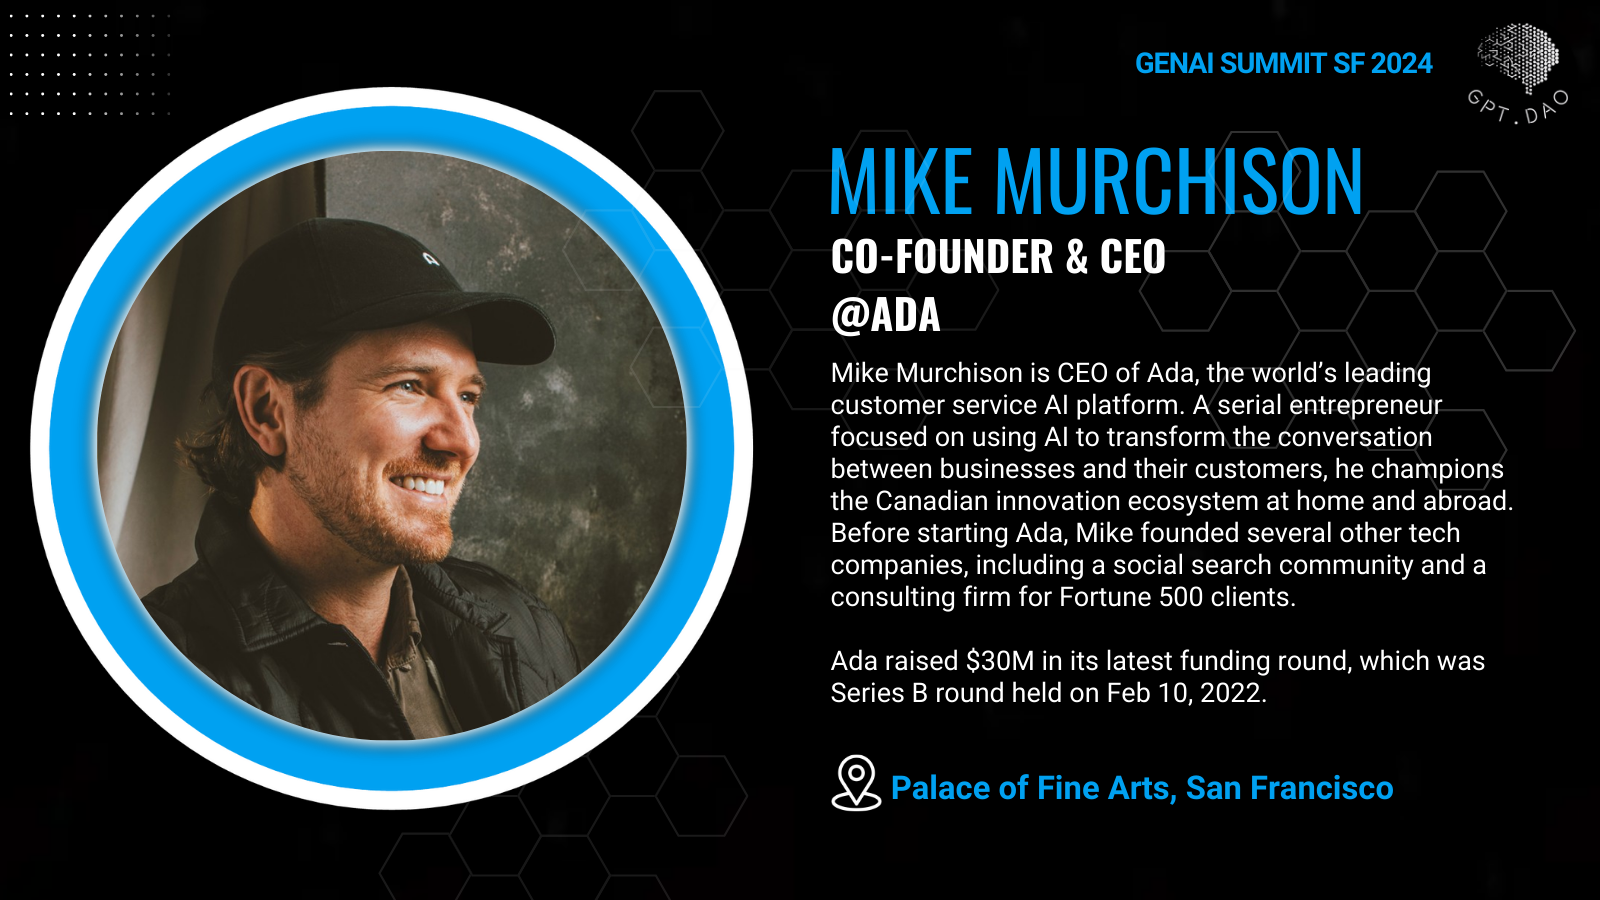 GENAI SUMMIT SF 2024
GPT.DAO
MIKE MURCHISON
CO-FOUNDER & CEO
@ADA
Mike Murchison is CEO of Ada, the world’s leading
customer service AI platform. A serial entrepreneur
focused on using AI to transform the conversation
between businesses and their customers, he champions
the Canadian innovation ecosystem at home and abroad.
Before starting Ada, Mike founded several other tech
companies, including a social search community and a
consulting firm for Fortune 500 clients.
Ada raised $30M in its latest funding round, which was
Series B round held on Feb 10, 2022.
Palace of Fine Arts, San Francisco